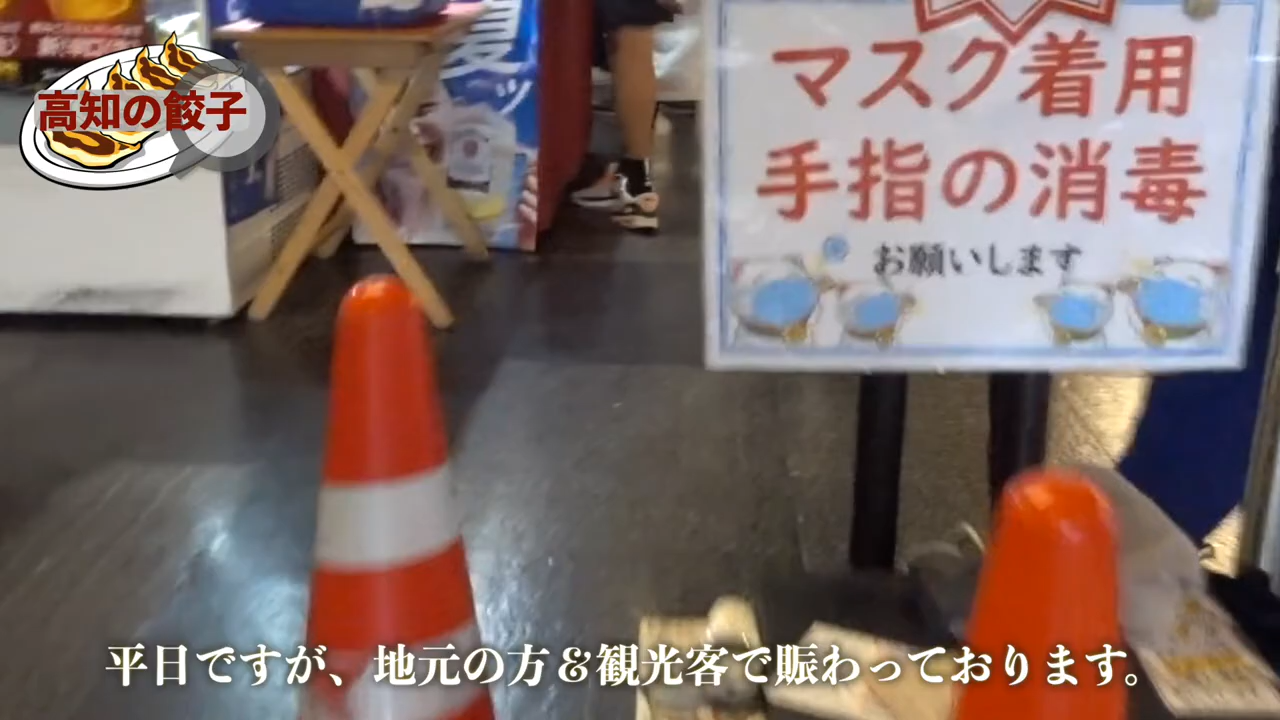 高知の餃子
夏
ッ
マスク着用
手指の消毒
お願いします
平日ですが、地元の方&観光客で賑わっております。